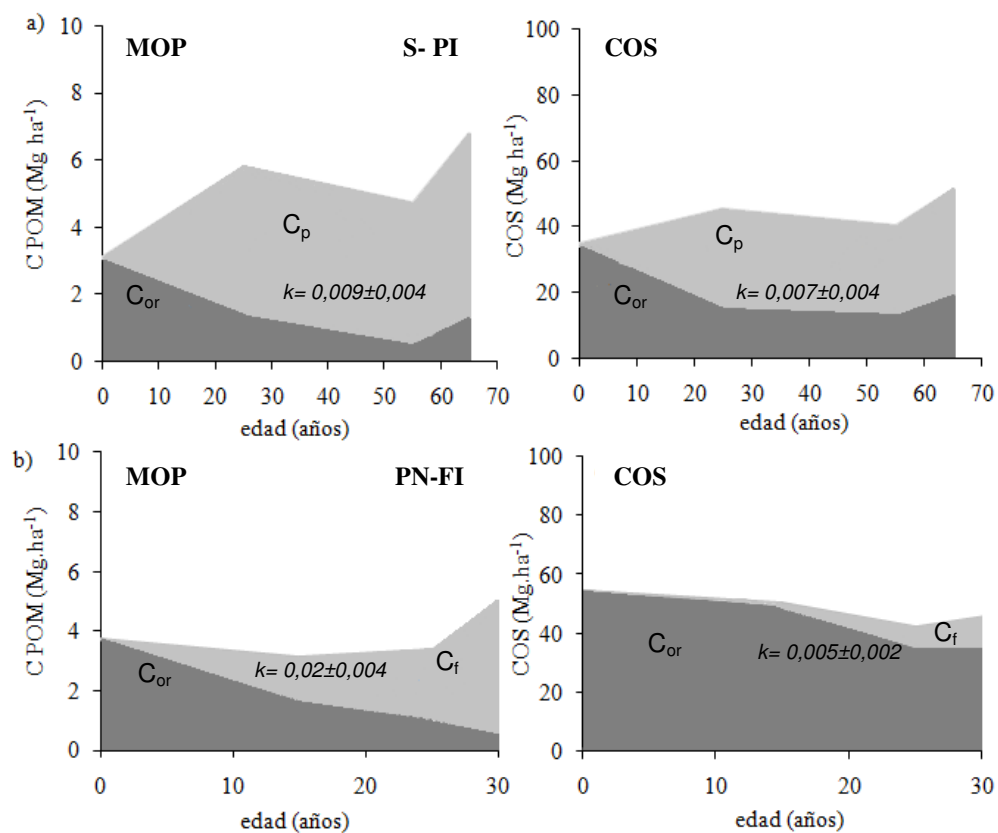 a)
MOP
S- PI
CPOM (Mg ha⁻¹)
10
8
6
4
2
0
Cp
Cor
k= 0,009±0,004
0 10 20 30 40 50 60 70
edad (años)
COS
COS (Mg ha⁻¹)
100
80
60
40
20
0
Cp
Cor
k= 0,007±0,004
0 10 20 30 40 50 60 70
edad (años)
b)
MOP
PN-FI
CPOM (Mg.ha⁻¹)
10
8
6
4
2
0
Cor
k= 0,02±0,004
Cf
0 10 20 30
edad (años)
COS
COS (Mg.ha⁻¹)
100
80
60
40
20
0
Cor
k= 0,005±0,002
Cf
0 10 20 30
edad (años)